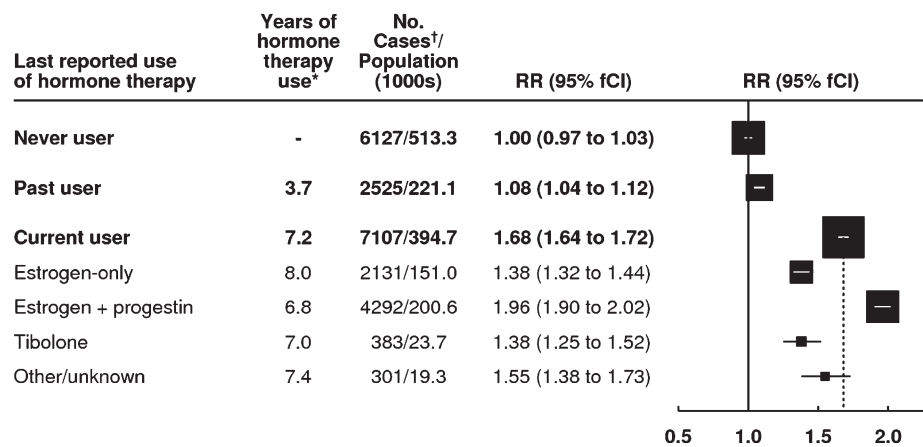 Last reported use of hormone therapy | Years of hormone therapy use* | No. Cases†/ Population (1000s) | RR (95% fCI) | RR (95% fCI)
Never user - 6127/513.3 1.00 (0.97 to 1.03)
Past user 3.7 2525/221.1 1.08 (1.04 to 1.12)
Current user 7.2 7107/394.7 1.68 (1.64 to 1.72)
Estrogen-only 8.0 2131/151.0 1.38 (1.32 to 1.44)
Estrogen + progestin 6.8 4292/200.6 1.96 (1.90 to 2.02)
Tibolone 7.0 383/23.7 1.38 (1.25 to 1.52)
Other/unknown 7.4 301/19.3 1.55 (1.38 to 1.73)
0.5 1.0 1.5 2.0